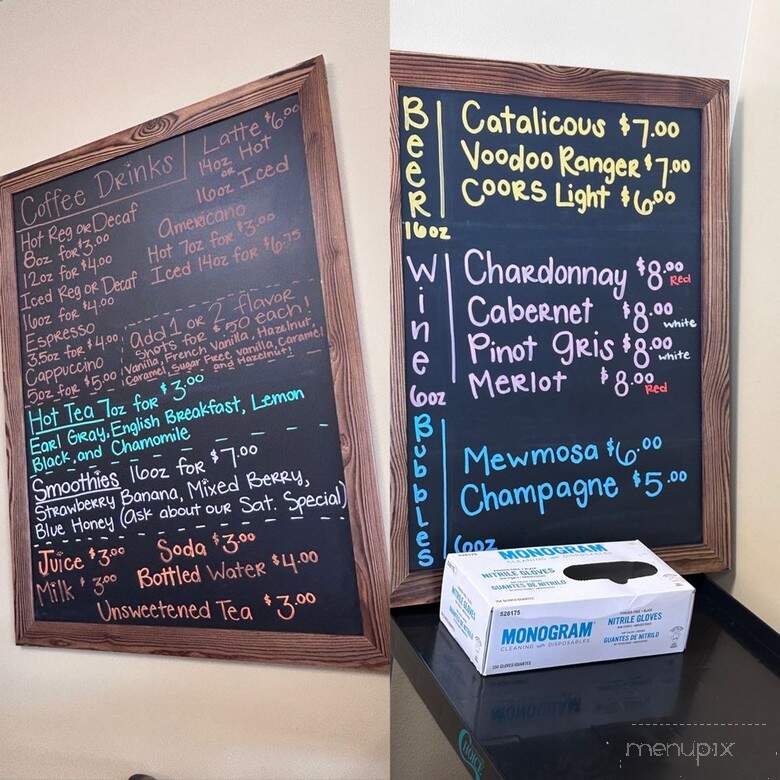 Coffee Drinks
Hot Reg or Decaf
8oz for $3.00
12oz for $4.00
Iced Reg or Decaf
16oz for $4.00
Espresso
3.5oz for $4.00
Cappuccino
5oz for $5.00
Latte $6.00
14oz Hot
or
16oz Iced
Americano
Hot 7oz for $3.00
Iced 14oz for $6.75
add 1 or 2 flavor
shots for $.50 each!
Vanilla, French Vanilla, Hazelnut,
Caramel, Sugar Free vanilla, Caramel
and Hazelnut!
Hot Tea 7oz for $3.00
Earl Gray, English Breakfast, Lemon
Black, and Chamomile
Smoothies 16oz for $7.00
Strawberry Banana, Mixed Berry,
Blue Honey (Ask about our Sat. Special)
Juice $3.00 Soda $3.00
Milk $3.00 Bottled Water $4.00
Unsweetened Tea $3.00
Beer
16oz
Catalicous $7.00
Voodoo Ranger $7.00
Coors Light $6.00
Wine
6oz
Chardonnay $8.00 Red
Cabernet $8.00 white
Pinot Gris $8.00 white
Merlot $8.00 Red
Bubbles
6oz
Mewmosa $6.00
Champagne $5.00
528175 MONOGRAM
NITRILE GLOVES
GUANTES DE NITRILO
528175
MONOGRAM
CLEANING with DISPOSABLES
NITRILE GLOVES
GUANTES DE NITRILO
CHOICE
menupix